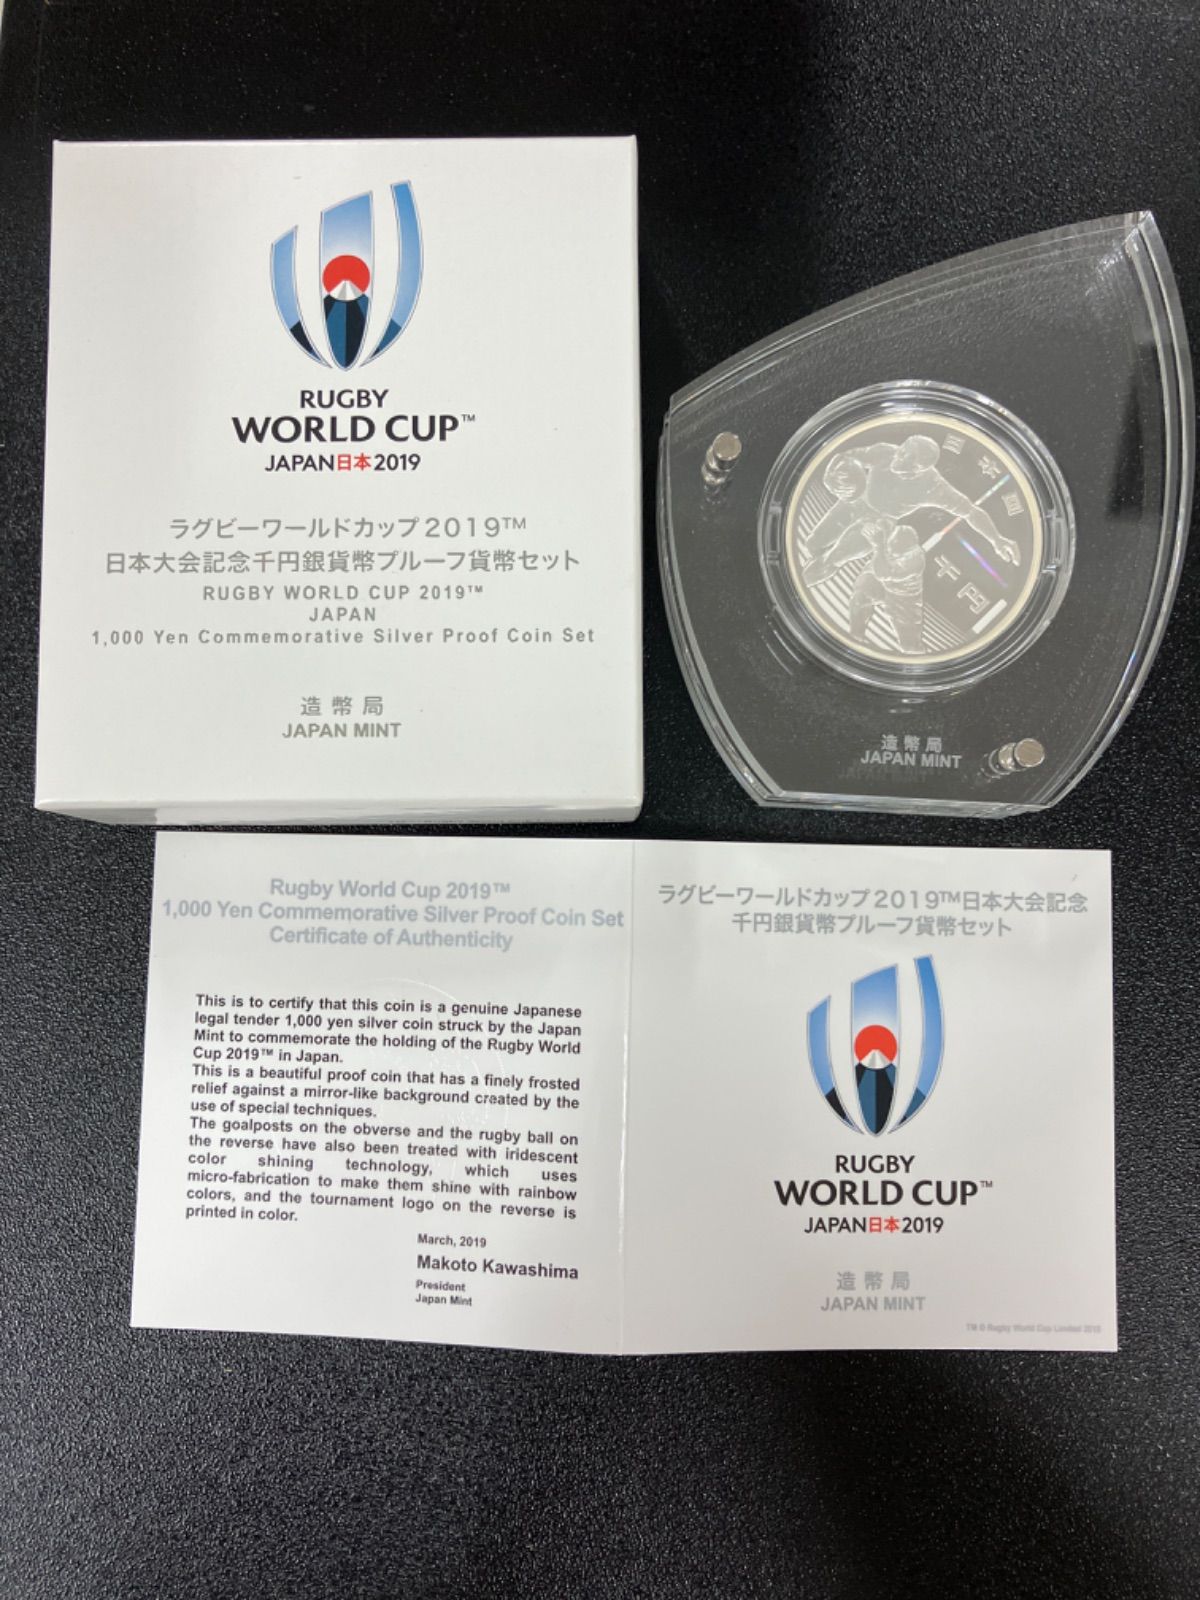 RUGBY
WORLD CUP™
JAPAN日本2019
ラグビーワールドカップ2019™
日本大会記念千円銀貨幣プルーフ貨幣セット
RUGBY WORLD CUP 2019™
JAPAN
1,000 Yen Commemorative Silver Proof Coin Set
造幣局
JAPAN MINT
日本国
千円
造幣局
JAPAN MINT
Rugby World Cup 2019™
1,000 Yen Commemorative Silver Proof Coin Set
Certificate of Authenticity
This is to certify that this coin is a genuine Japanese
legal tender 1,000 yen silver coin struck by the Japan
Mint to commemorate the holding of the Rugby World
Cup 2019™ in Japan.
This is a beautiful proof coin that has a finely frosted
relief against a mirror-like background created by the
use of special techniques.
The goalposts on the obverse and the rugby ball on
the reverse have also been treated with iridescent
color shining technology, which uses
micro-fabrication to make them shine with rainbow
colors, and the tournament logo on the reverse is
printed in color.
March, 2019
Makoto Kawashima
President
Japan Mint
ラグビーワールドカップ2019™日本大会記念
千円銀貨幣プルーフ貨幣セット
RUGBY
WORLD CUP™
JAPAN日本2019
造幣局
JAPAN MINT
TM © Rugby World Cup Limited 2015